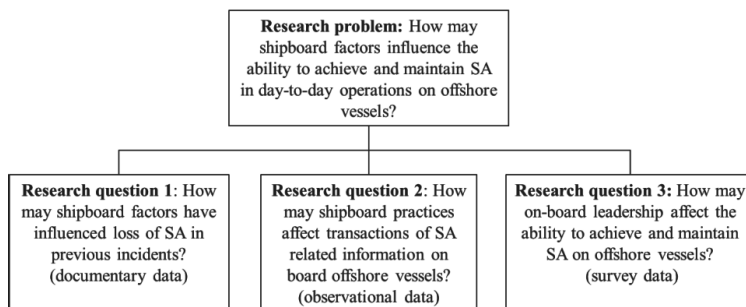 Research problem: How may
shipboard factors influence the
ability to achieve and maintain SA
in day-to-day operations on offshore
vessels?
Research question 1: How
may shipboard factors have
influenced loss of SA in
previous incidents?
(documentary data)
Research question 2: How
may shipboard practices
affect transactions of SA
related information on
board offshore vessels?
(observational data)
Research question 3: How may
on-board leadership affect the
ability to achieve and maintain
SA on offshore vessels?
(survey data)